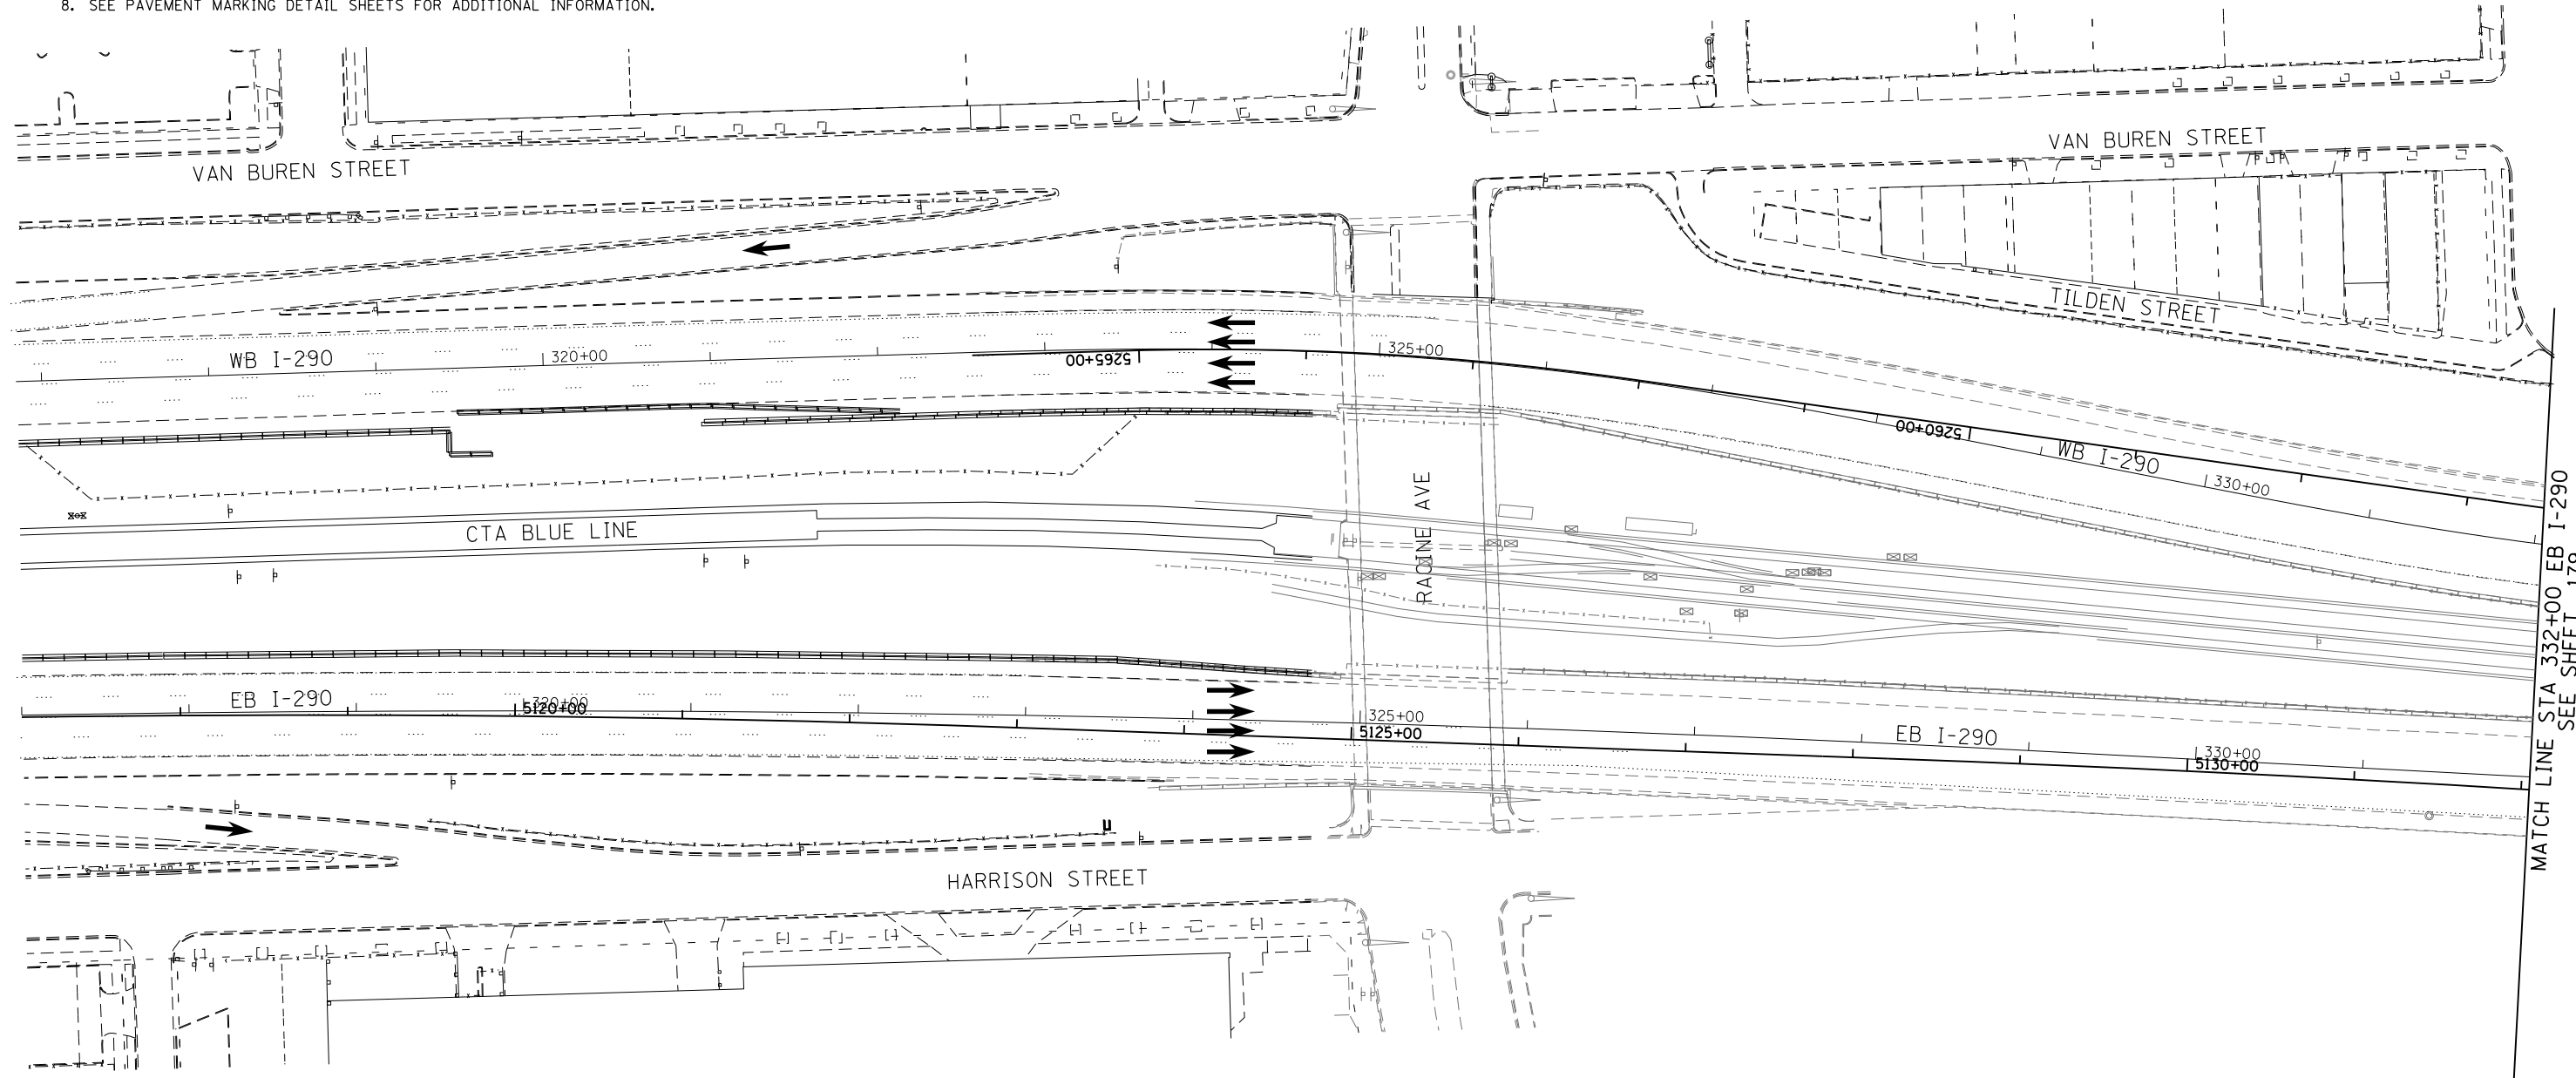 8. SEE PAVEMENT MARKING DETAIL SHEETS FOR ADDITIONAL INFORMATION.
VAN BUREN STREET
VAN BUREN STREET
TILDEN STREET
WB I-290
320+00
5265+00
325+00
5260+00
WB I-290
330+00
CTA BLUE LINE
RACINE AVE
EB I-290
320+00
5120+00
325+00
5125+00
EB I-290
330+00
5130+00
HARRISON STREET
MATCH LINE STA 332+00 EB I-290
SEE SHEET 179